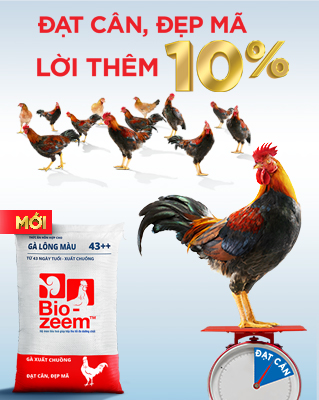 ĐẠT CÂN, ĐẸP MÃ
LỜI THÊM 10%
MỚI
GÀ LÔNG MÀU 43++
TỪ 43 NGÀY TUỔI - XUẤT CHUỒNG
Bio-
zeem™
GÀ XUẤT CHUỒNG
ĐẠT CÂN, ĐẸP MÃ
ĐẠT CÂN